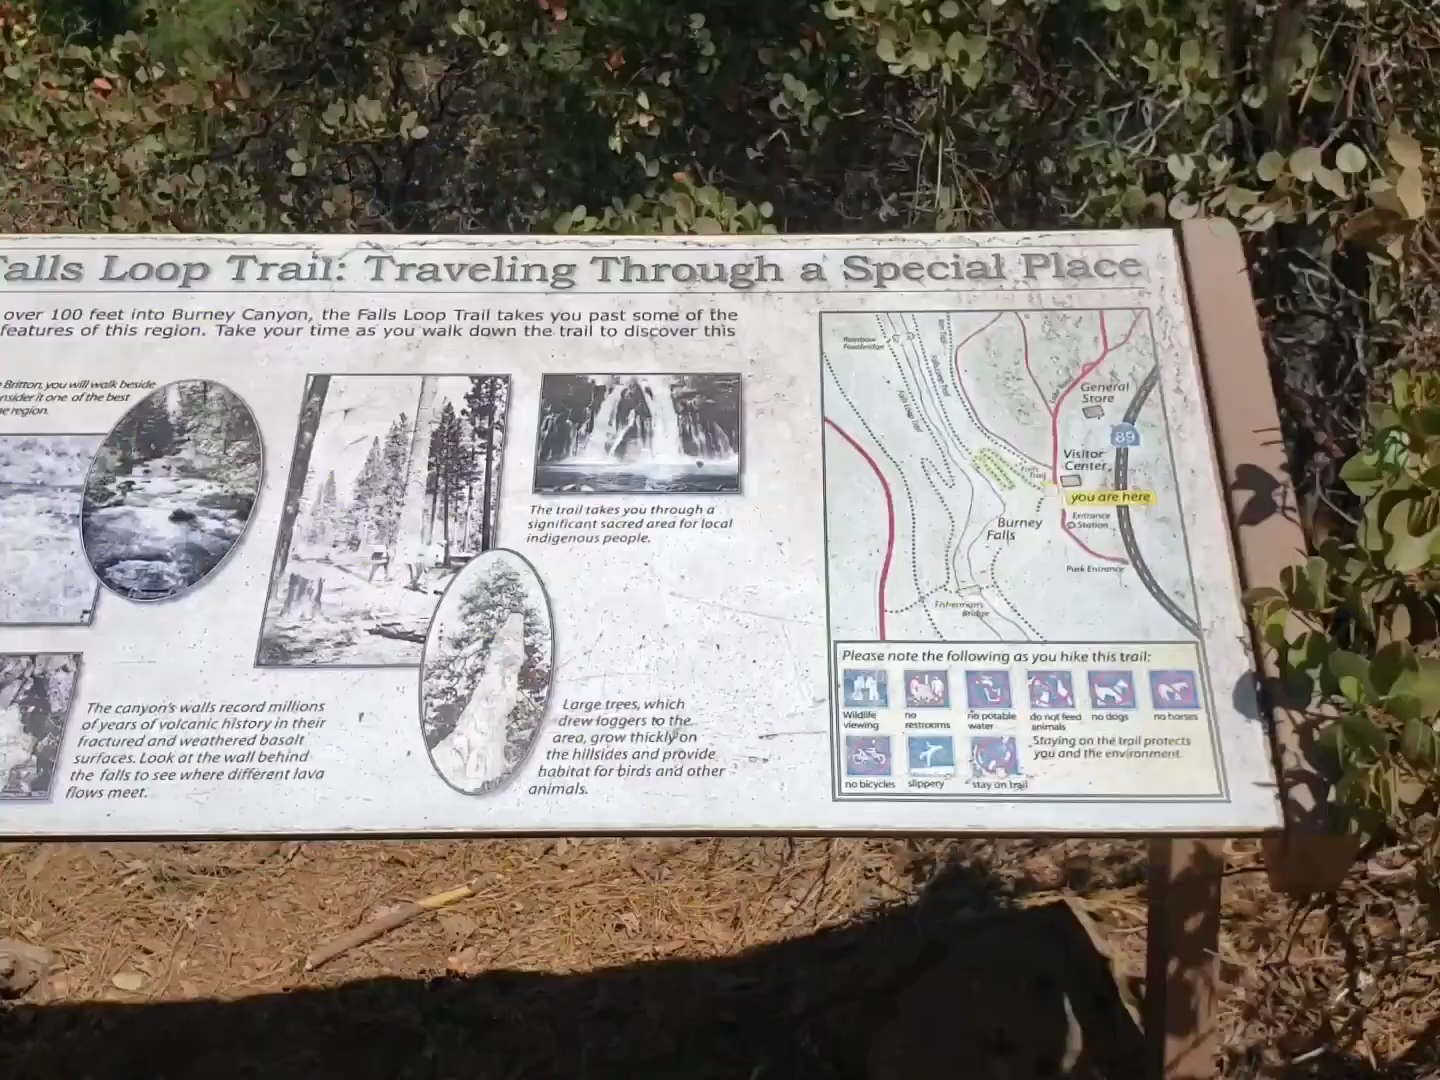 Falls Loop Trail: Traveling Through a Special Place
over 100 feet into Burney Canyon, the Falls Loop Trail takes you past some of the
features of this region. Take your time as you walk down the trail to discover this
Britton, you will walk beside
nsider it one of the best
region.
The trail takes you through a
significant sacred area for local
indigenous people.
The canyon's walls record millions
of years of volcanic history in their
fractured and weathered basalt
surfaces. Look at the wall behind
the falls to see where different lava
flows meet.
Large trees, which
drew loggers to the
area, grow thickly on
the hillsides and provide
habitat for birds and other
animals.
Rainbow
Footbridge
Falls Loop Trail
General
Store
89
Visitor
Center
you are here
Burney
Falls
Entrance
Station
Park Entrance
Fisherman's
Bridge
Please note the following as you hike this trail:
Wildlife
viewing
no
restrooms
no potable
water
do not feed
animals
no dogs
no horses
no bicycles
slippery
stay on trail
Staying on the trail protects
you and the environment.